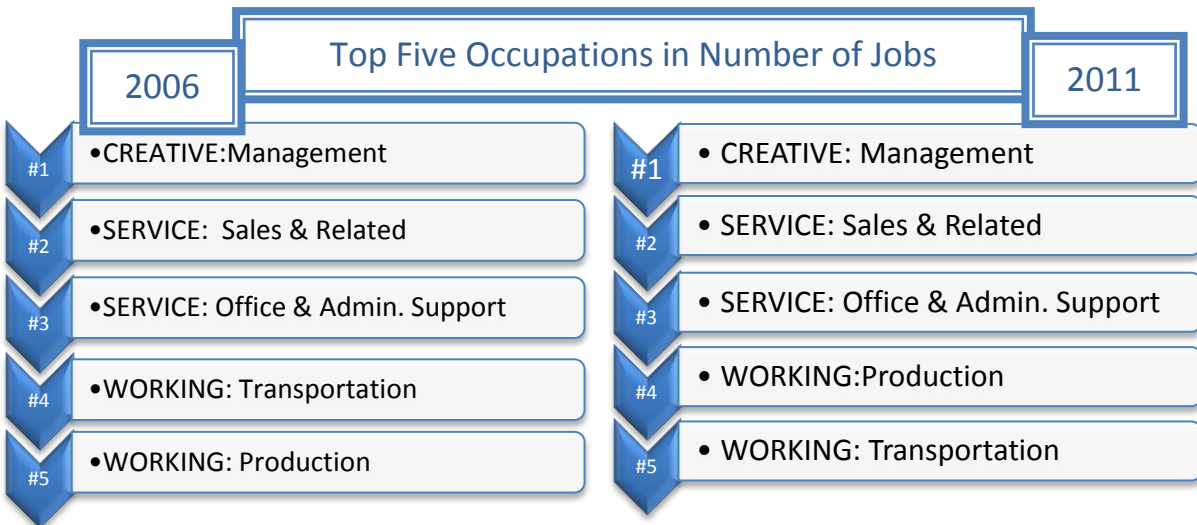 Top Five Occupations in Number of Jobs
2006
#1
•CREATIVE:Management
#2
•SERVICE: Sales & Related
#3
•SERVICE: Office & Admin. Support
#4
•WORKING: Transportation
#5
•WORKING: Production
2011
#1
• CREATIVE: Management
#2
• SERVICE: Sales & Related
#3
• SERVICE: Office & Admin. Support
#4
• WORKING:Production
#5
• WORKING: Transportation